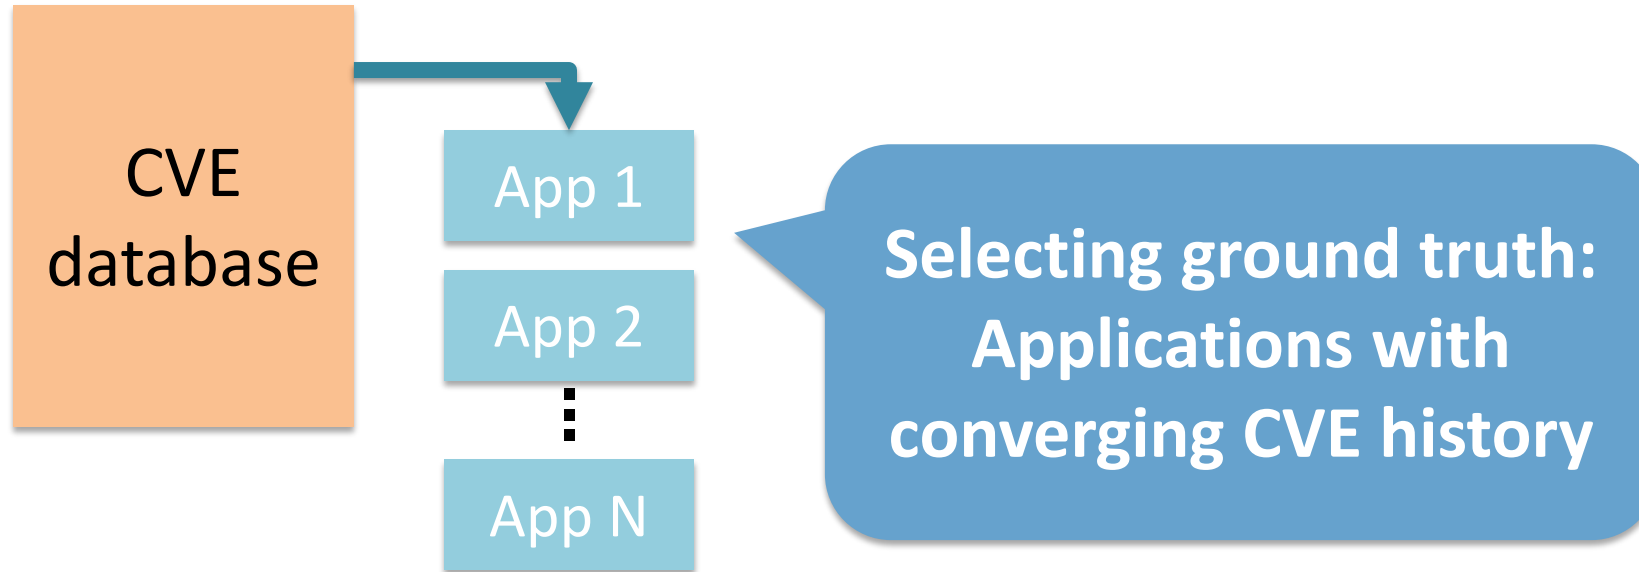 CVE
database
App 1
App 2
App N
Selecting ground truth:
Applications with
converging CVE history